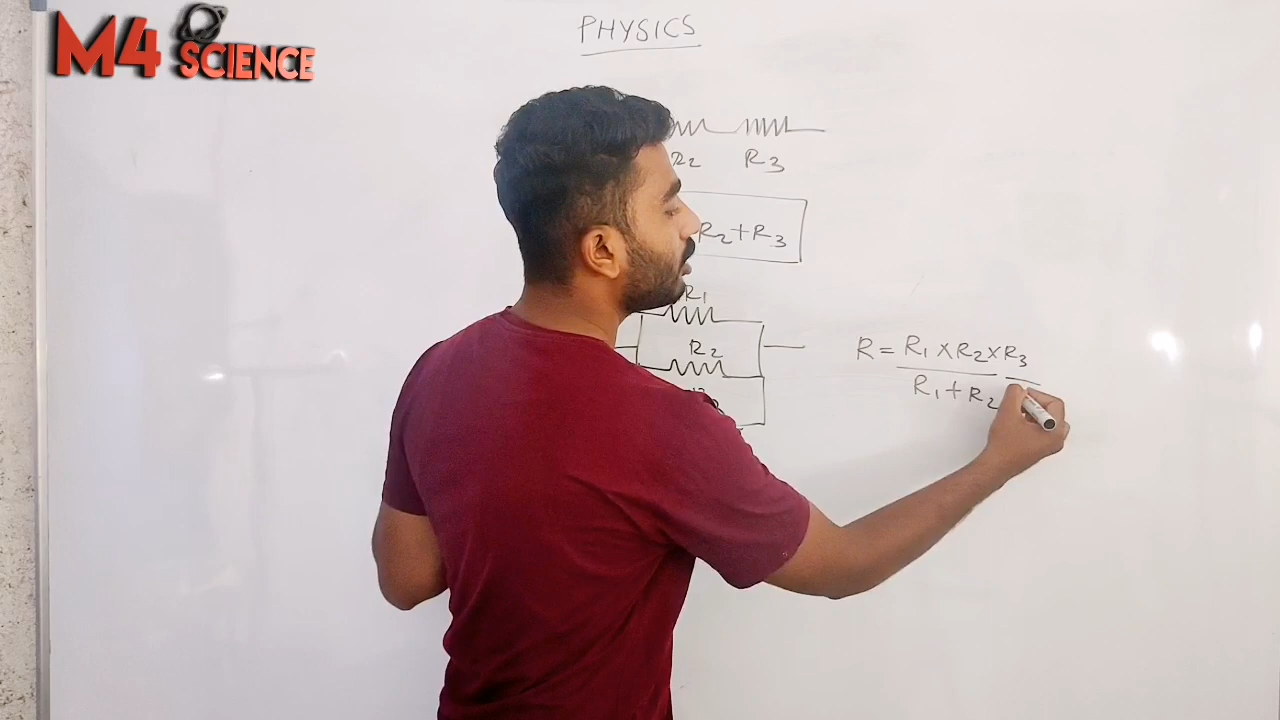 M4 SCIENCE
PHYSICS
R2 R3
R2+R3
R1
R2
R = R1 × R2 × R3
R1 + R2